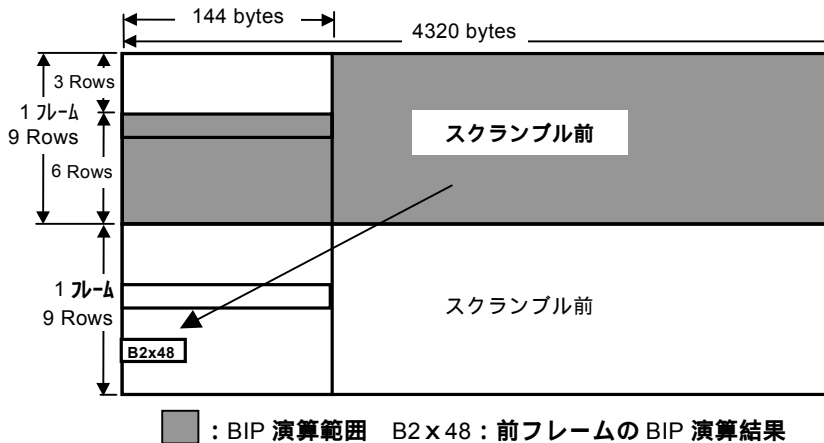 144 bytes
4320 bytes
3 Rows
1 ﾌﾚｰﾑ
9 Rows
6 Rows
スクランブル前
1 ﾌﾚｰﾑ
9 Rows
スクランブル前
B2x48
：BIP 演算範囲 B2ｘ48：前フレームの BIP 演算結果